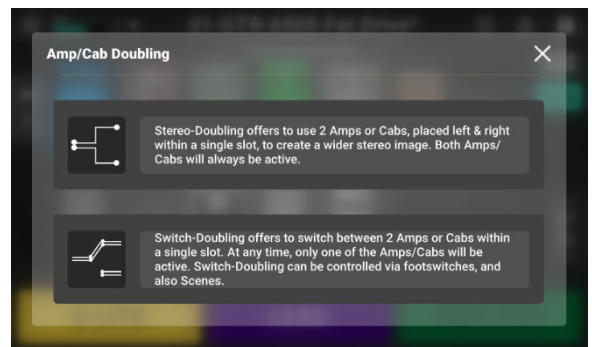 Amp/Cab Doubling
Stereo-Doubling offers to use 2 Amps or Cabs, placed left & right
within a single slot, to create a wider stereo image. Both Amps/
Cabs will always be active.
Switch-Doubling offers to switch between 2 Amps or Cabs within
a single slot. At any time, only one of the Amps/Cabs will be
active. Switch-Doubling can be controlled via footswitches, and
also Scenes.